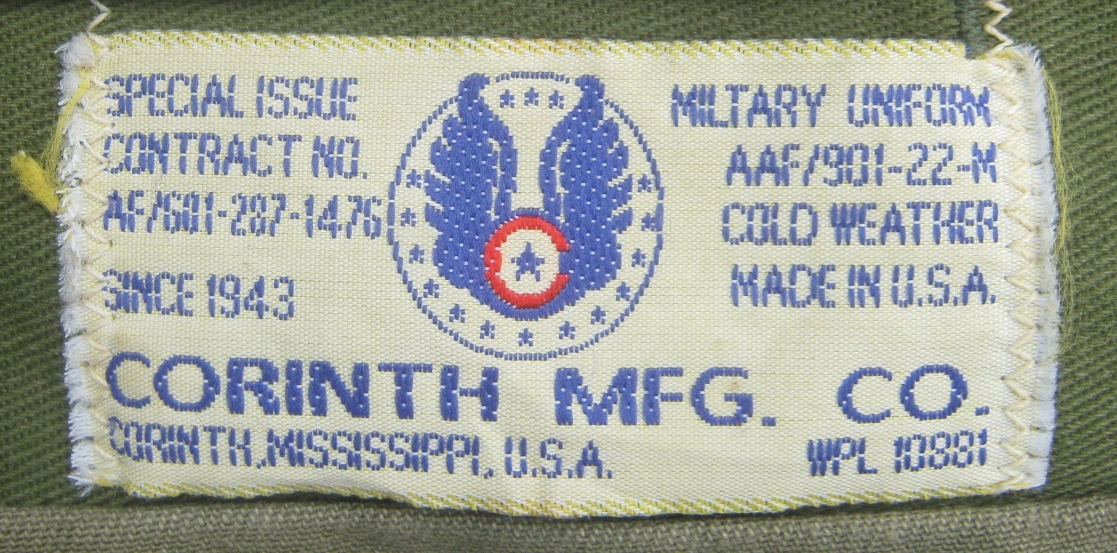 SPECIAL ISSUE
CONTRACT NO.
AF/601-287-1476
SINCE 1943
MILTARY UNIFORM
AAF/901-22-M
COLD WEATHER
MADE IN U.S.A.
CORINTH MFG. CO.
CORINTH, MISSISSIPPI, U.S.A.
WPL 10881